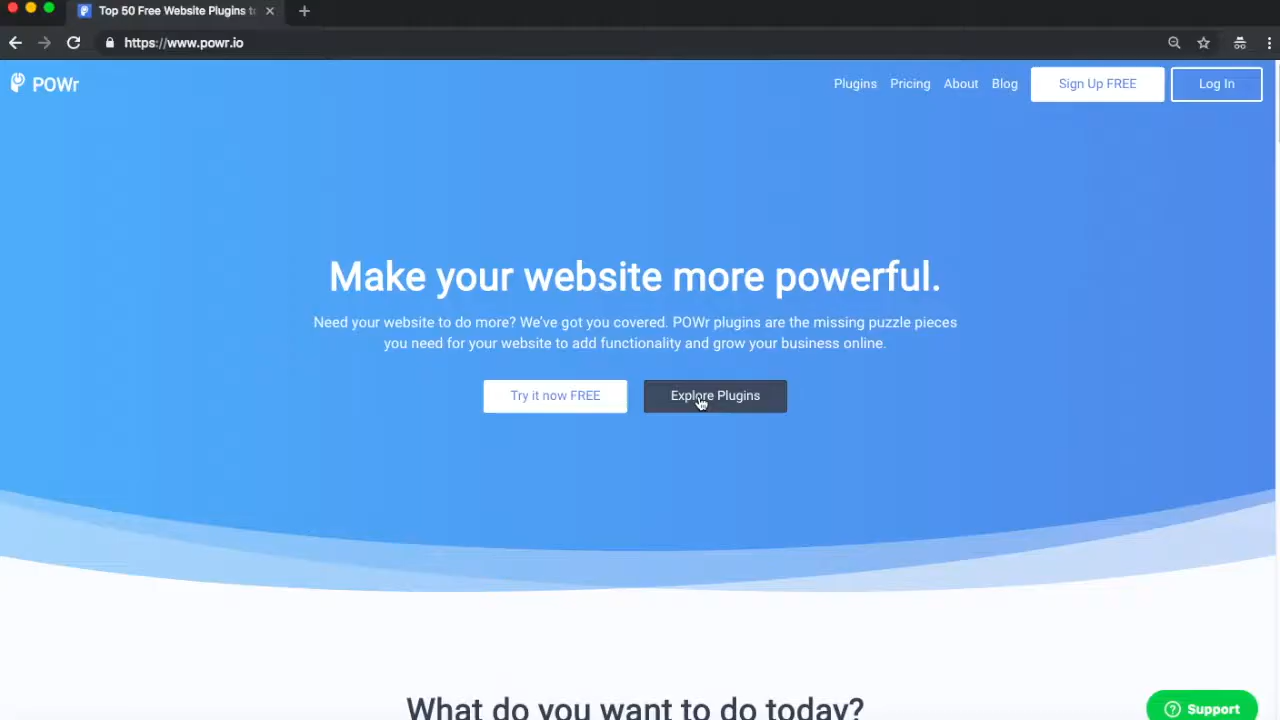 Top 50 Free Website Plugins to
https://www.powr.io
POWr
Plugins
Pricing
About
Blog
Sign Up FREE
Log In
Make your website more powerful.
Need your website to do more? We've got you covered. POWr plugins are the missing puzzle pieces
you need for your website to add functionality and grow your business online.
Try it now FREE
Explore Plugins
What do you want to do today?
Support